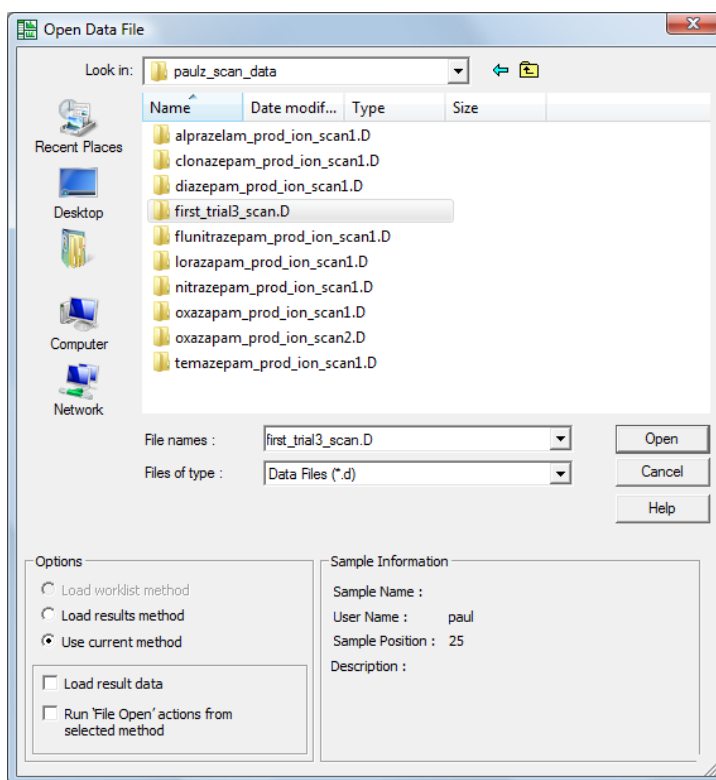 Open Data File
Look in: paulz_scan_data
Name Date modif... Type Size
Recent Places
Desktop
Computer
Network
alprazelam_prod_ion_scan1.D
clonazepam_prod_ion_scan1.D
diazepam_prod_ion_scan1.D
first_trial3_scan.D
flunitrazepam_prod_ion_scan1.D
lorazapam_prod_ion_scan1.D
nitrazepam_prod_ion_scan1.D
oxazapam_prod_ion_scan1.D
oxazapam_prod_ion_scan2.D
temazepam_prod_ion_scan1.D
File names : first_trial3_scan.D Open
Files of type : Data Files (*.d) Cancel
Help
Options
Load worklist method
Load results method
Use current method
Load result data
Run 'File Open' actions from
selected method
Sample Information
Sample Name :
User Name : paul
Sample Position : 25
Description :